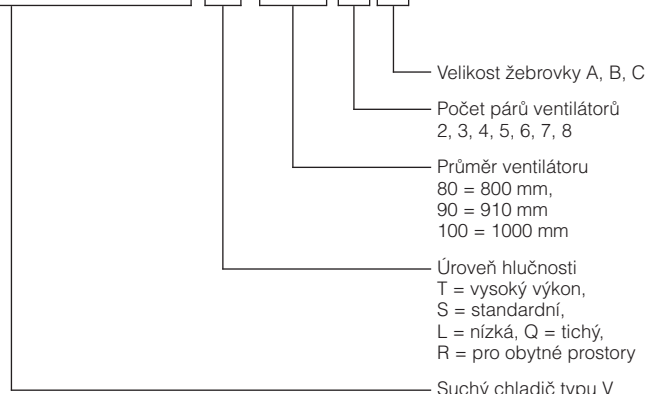 Velikost žebrovky A, B, C
Počet párů ventilátorů
2, 3, 4, 5, 6, 7, 8
Průměr ventilátoru
80 = 800 mm,
90 = 910 mm
100 = 1000 mm
Úroveň hlučnosti
T = vysoký výkon,
S = standardní,
L = nízká, Q = tichý,
R = pro obytné prostory
Suchý chladič typu V